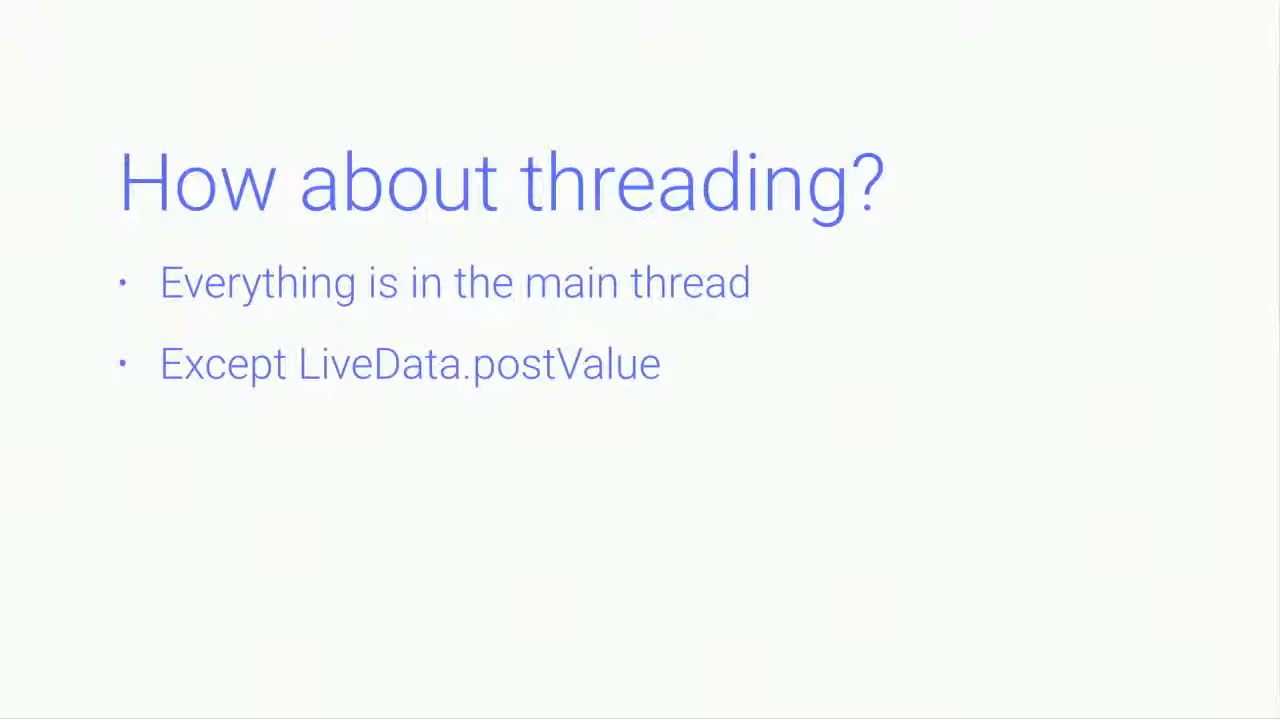 How about threading?
• Everything is in the main thread
• Except LiveData.postValue